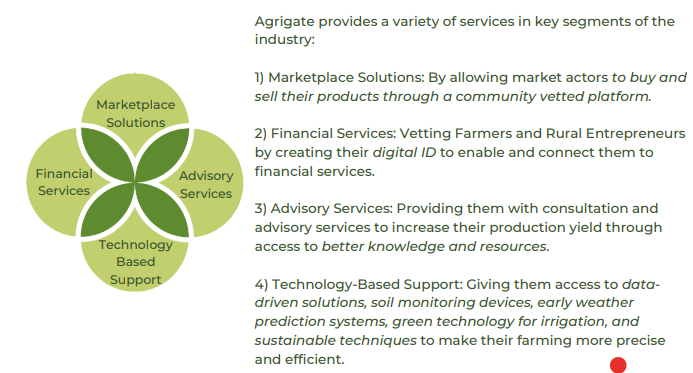 Agrigate provides a variety of services in key segments of the
industry:
1) Marketplace Solutions: By allowing market actors to buy and
sell their products through a community vetted platform.
2) Financial Services: Vetting Farmers and Rural Entrepreneurs
by creating their digital ID to enable and connect them to
financial services.
3) Advisory Services: Providing them with consultation and
advisory services to increase their production yield through
access to better knowledge and resources.
4) Technology-Based Support: Giving them access to data-
driven solutions, soil monitoring devices, early weather
prediction systems, green technology for irrigation, and
sustainable techniques to make their farming more precise
and efficient.
Marketplace
Solutions
Financial
Services
Advisory
Services
Technology
Based
Support